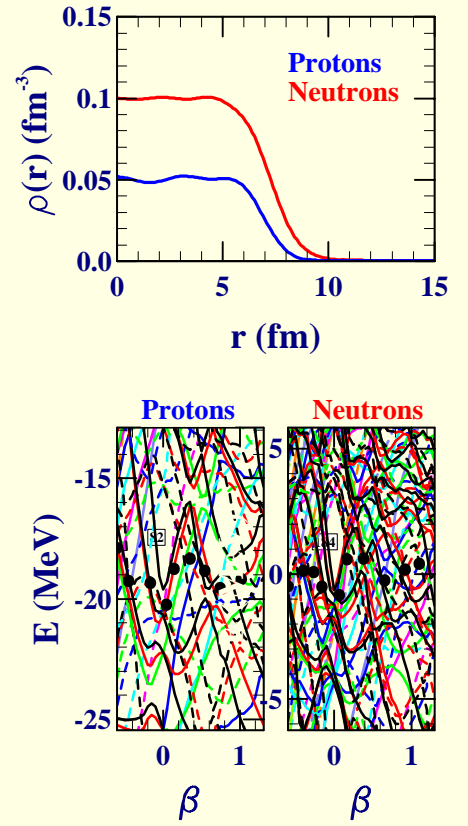 0.15
Protons
Neutrons
0.1
0.05
0.0
ρ(r) (fm-3)
0 5 10 15
r (fm)
Protons Neutrons
-15
-20
-25
E (MeV)
5
0
-5
0 1 0 1
β β